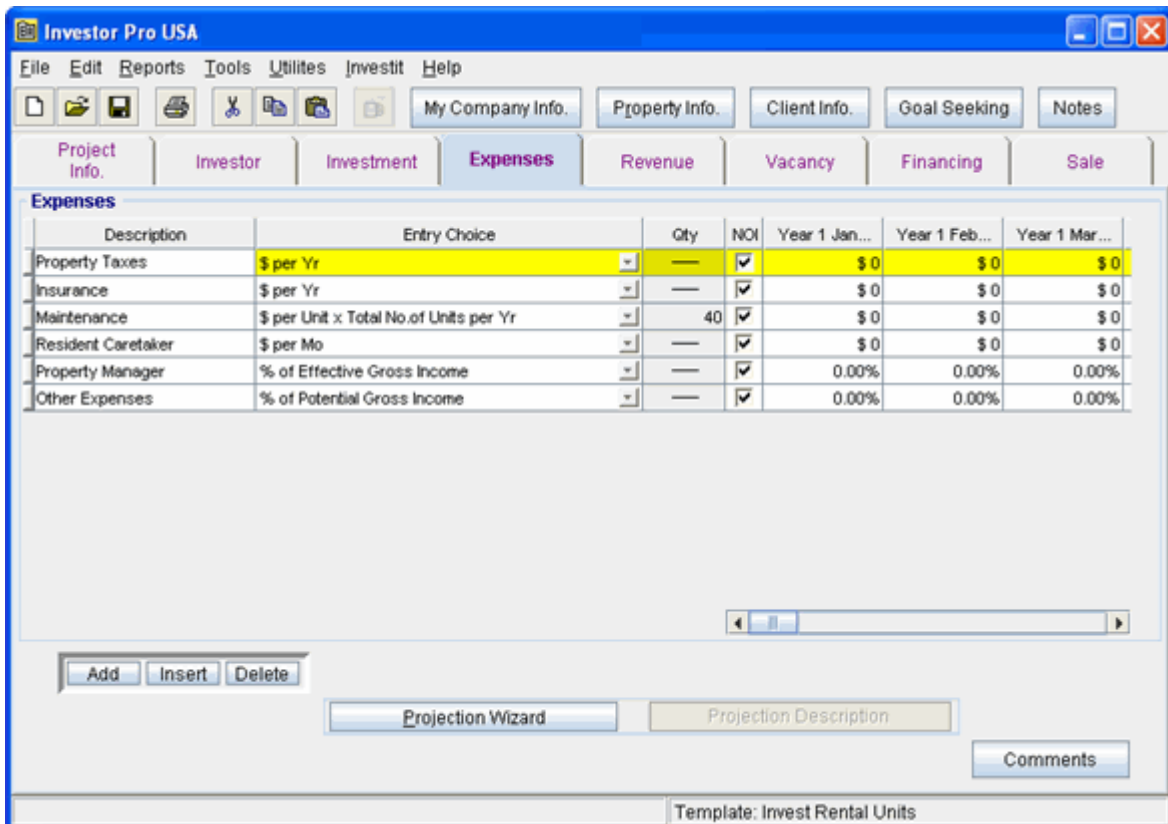 Investor Pro USA
File Edit Reports Tools Utilites Investit Help
My Company Info. Property Info. Client Info. Goal Seeking Notes
Project Info. Investor Investment Expenses Revenue Vacancy Financing Sale
Expenses
Description Entry Choice Qty NOI Year 1 Jan... Year 1 Feb... Year 1 Mar...
Property Taxes $ per Yr — $ 0 $ 0 $ 0
Insurance $ per Yr — $ 0 $ 0 $ 0
Maintenance $ per Unit x Total No.of Units per Yr 40 $ 0 $ 0 $ 0
Resident Caretaker $ per Mo — $ 0 $ 0 $ 0
Property Manager % of Effective Gross Income — 0.00% 0.00% 0.00%
Other Expenses % of Potential Gross Income — 0.00% 0.00% 0.00%
Add Insert Delete
Projection Wizard Projection Description
Comments
Template: Invest Rental Units